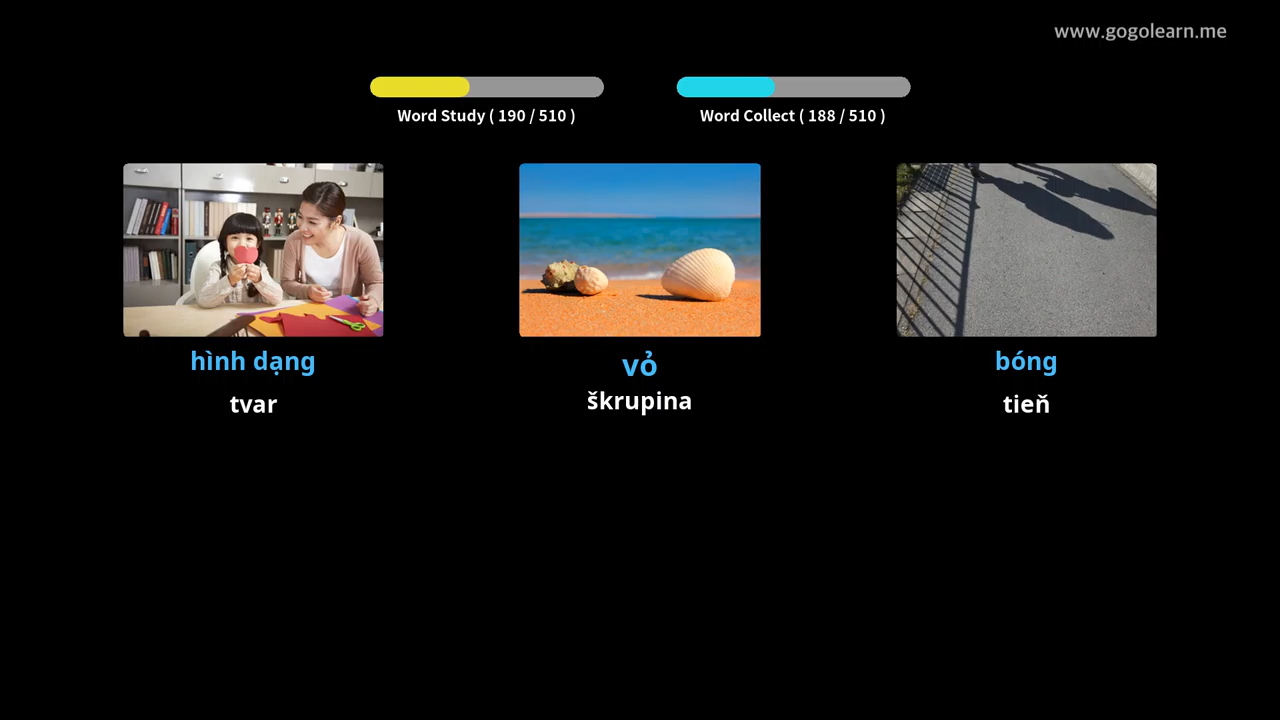 www.gogolearn.me
Word Study ( 190 / 510 )
Word Collect ( 188 / 510 )
hình dạng
tvar
vỏ
škrupina
bóng
tieň